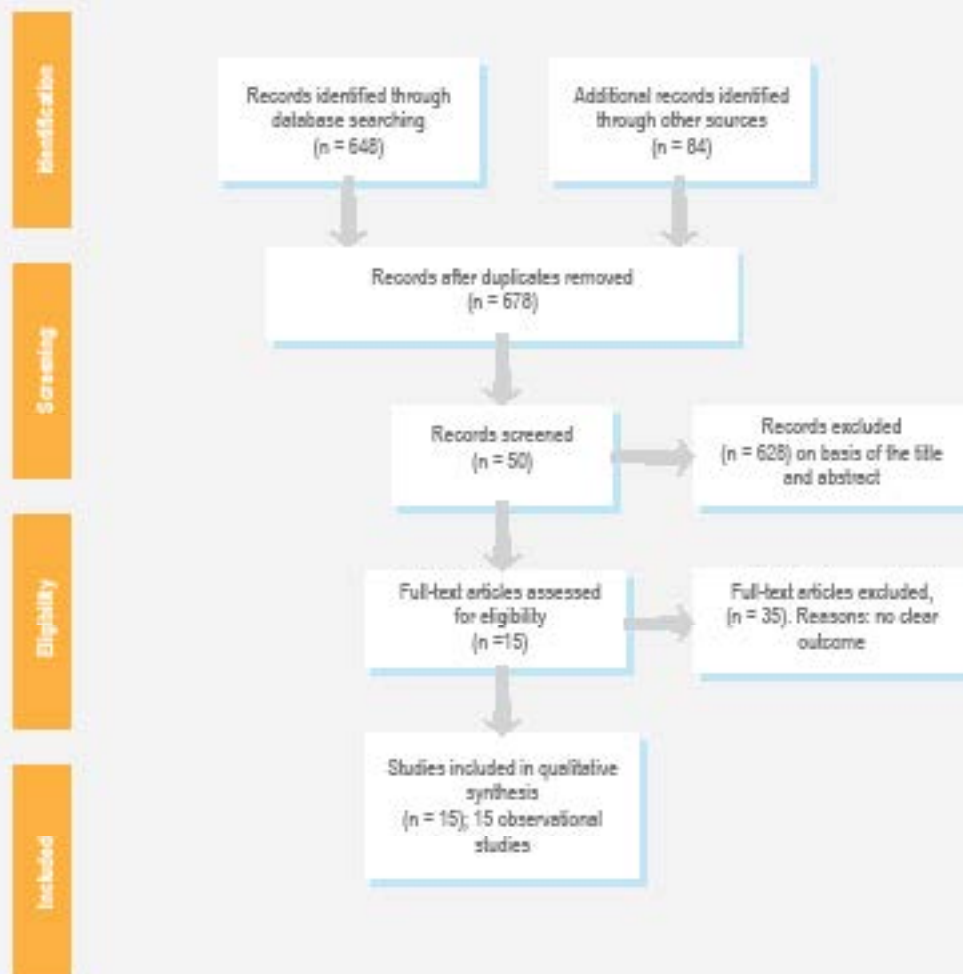 Identification
Records identified through
database searching
(n = 648)
Additional records identified
through other sources
(n = 84)
Records after duplicates removed
(n = 678)
Screening
Records screened
(n = 50)
Records excluded
(n = 628) on basis of the title
and abstract
Eligibility
Full-text articles assessed
for eligibility
(n =15)
Full-text articles excluded,
(n = 35). Reasons: no clear
outcome
Included
Studies included in qualitative
synthesis
(n = 15); 15 observational
studies